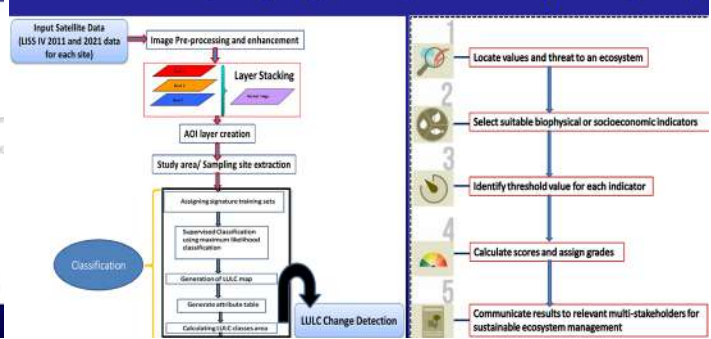 Input Satellite Data
(LISS IV 2011 and 2021 data
for each site)
Image Pre-processing and enhancement
Layer Stacking
AOI layer creation
Study area/ Sampling site extraction
Assigning signature training sets
Supervised Classification
using maximum likelihood
classification
Generation of LULC map
Generate attribute table
Calculating LULC classes area
Classification
LULC Change Detection
1
Locate values and threat to an ecosystem
2
Select suitable biophysical or socioeconomic indicators
3
Identify threshold value for each indicator
4
Calculate scores and assign grades
5
Communicate results to relevant multi-stakeholders for
sustainable ecosystem management